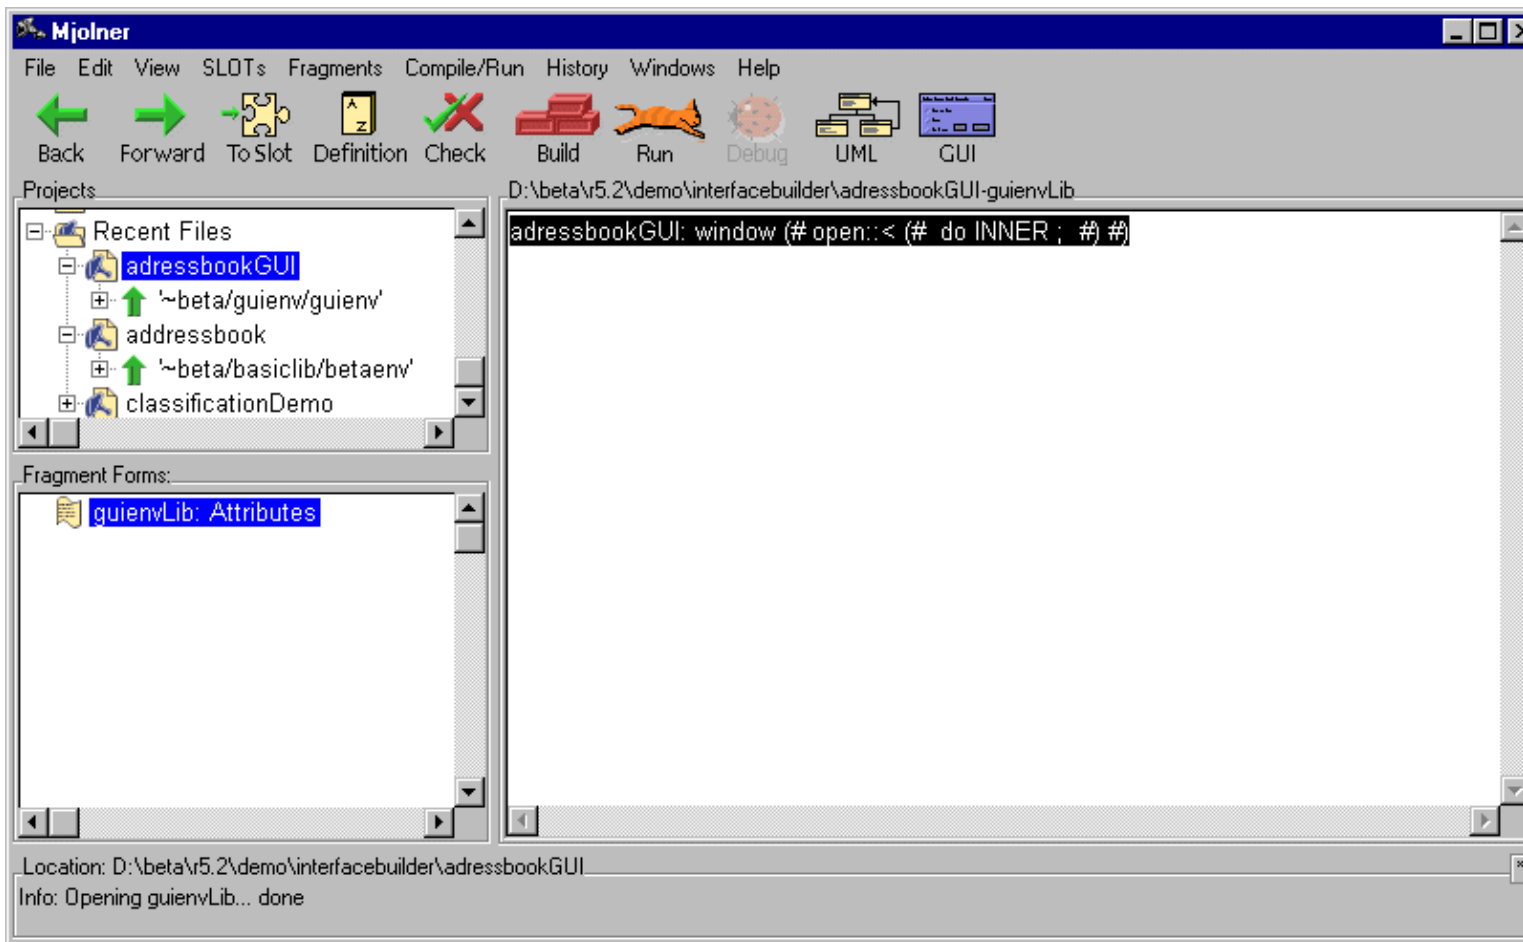 Mjolner
File Edit View SLOTs Fragments Compile/Run History Windows Help
Back Forward To Slot Definition Check Build Run Debug UML GUI
Projects
Recent Files
adressbookGUI
'~beta/guienv/guienv'
addressbook
'~beta/basiclib/betaenv'
classificationDemo
Fragment Forms:
guienvLib: Attributes
D:\beta\r5.2\demo\interfacebuilder\adressbookGUI-guienvLib
adressbookGUI: window (# open::< (# do INNER ; #) #)
Location: D:\beta\r5.2\demo\interfacebuilder\adressbookGUI
Info: Opening guienvLib... done